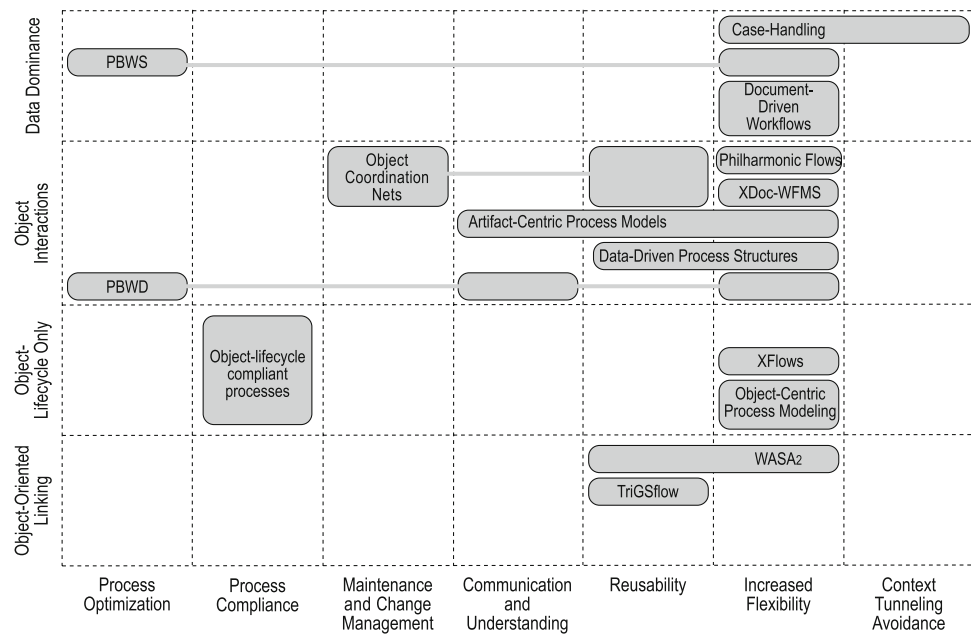 Data Dominance
Case-Handling
PBWS
Document-
Driven
Workflows
Object
Interactions
Object
Coordination
Nets
Philharmonic Flows
XDoc-WFMS
Artifact-Centric Process Models
Data-Driven Process Structures
PBWD
Object-
Lifecycle Only
Object-lifecycle
compliant
processes
XFlows
Object-Centric
Process Modeling
Object-Oriented
Linking
WASA2
TriGSflow
Process
Optimization
Process
Compliance
Maintenance
and Change
Management
Communication
and
Understanding
Reusability
Increased
Flexibility
Context
Tunneling
Avoidance